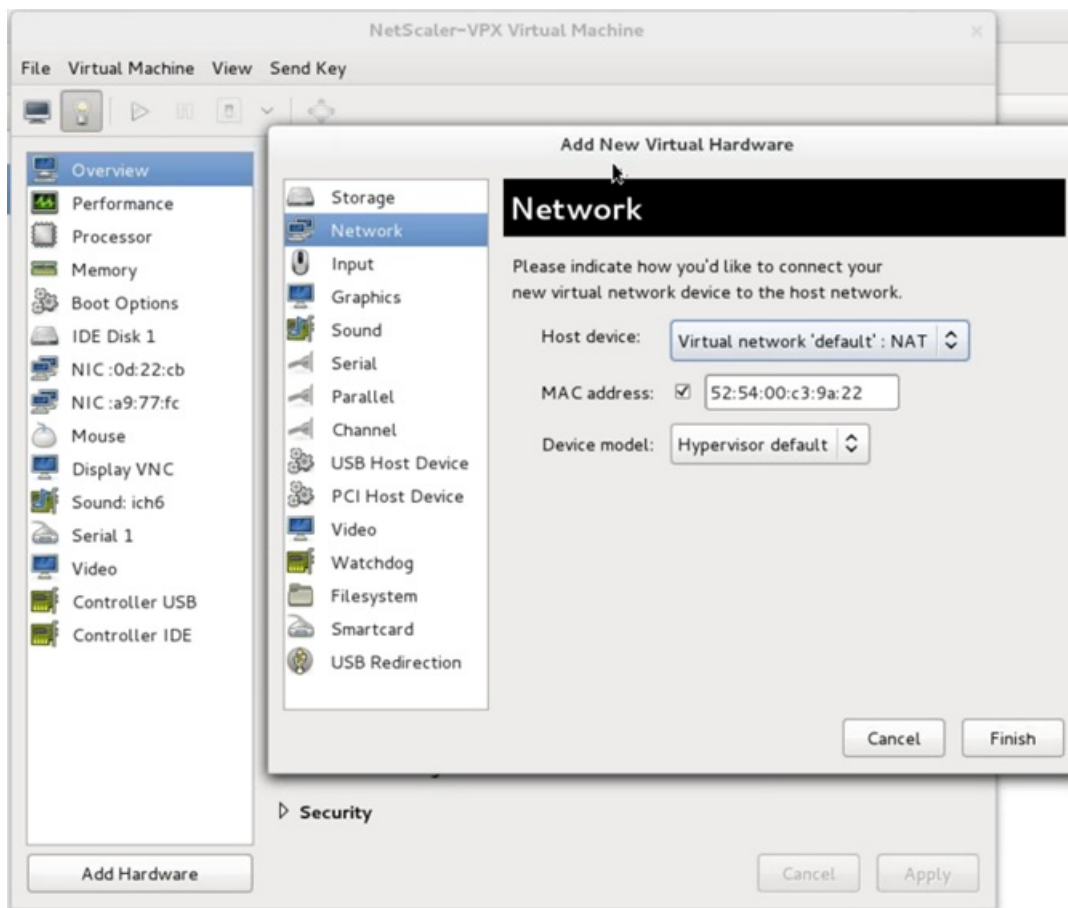 NetScaler-VPX Virtual Machine
File Virtual Machine View Send Key
Overview
Performance
Processor
Memory
Boot Options
IDE Disk 1
NIC :0d:22:cb
NIC :a9:77:fc
Mouse
Display VNC
Sound: ich6
Serial 1
Video
Controller USB
Controller IDE
Add Hardware
Add New Virtual Hardware
Storage
Network
Input
Graphics
Sound
Serial
Parallel
Channel
USB Host Device
PCI Host Device
Video
Watchdog
Filesystem
Smartcard
USB Redirection
Network
Please indicate how you'd like to connect your
new virtual network device to the host network.
Host device: Virtual network 'default' : NAT
MAC address: 52:54:00:c3:9a:22
Device model: Hypervisor default
Cancel Finish
Security
Cancel Apply